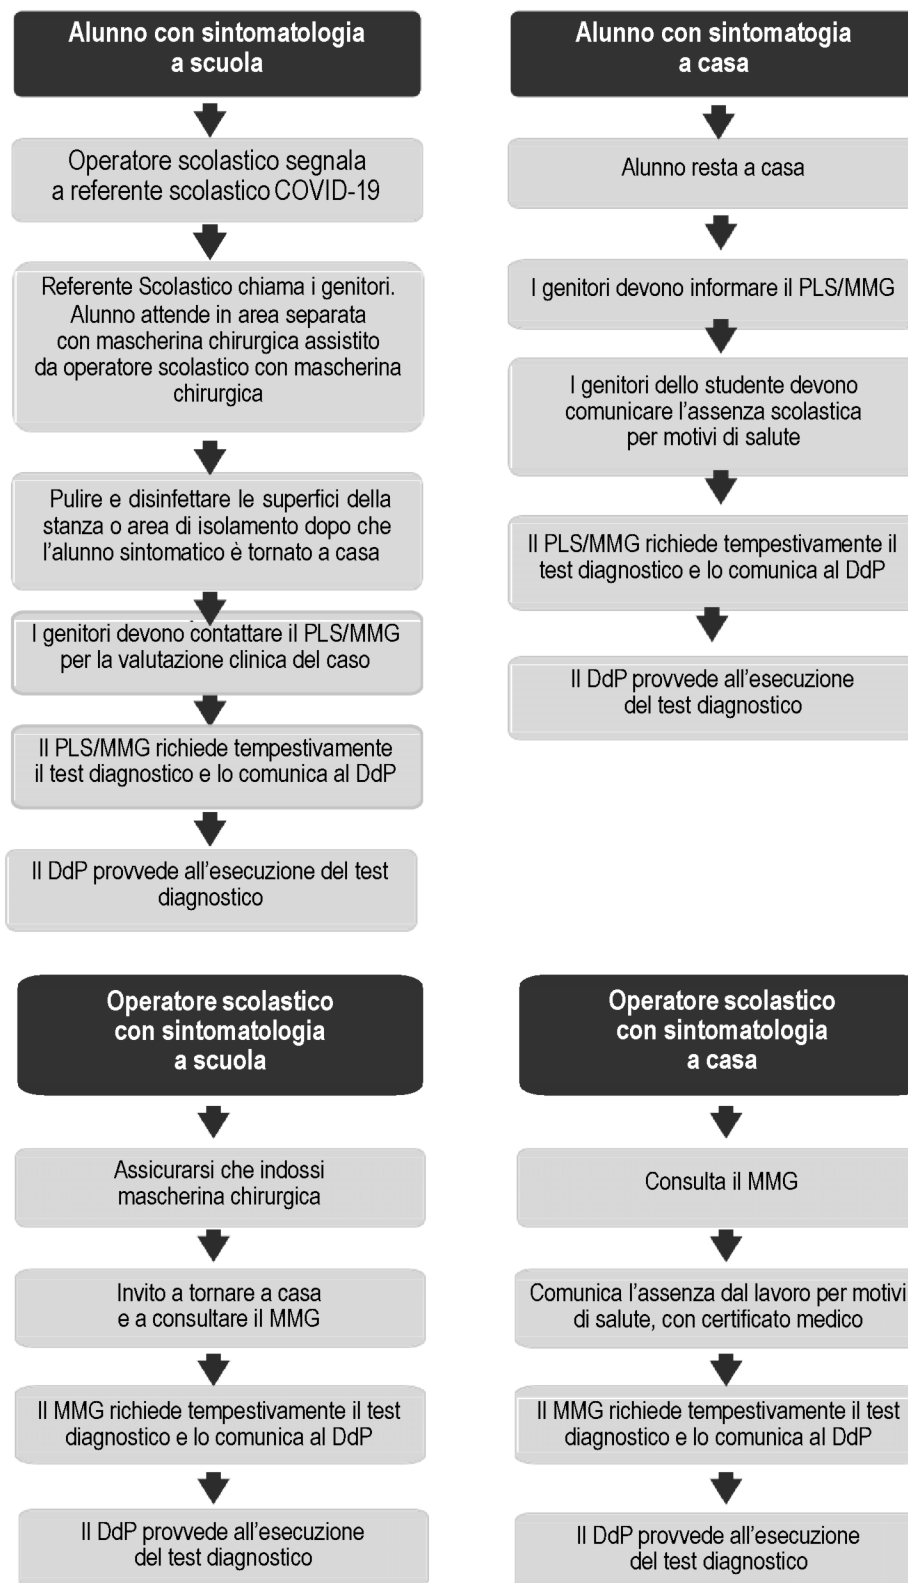 Alunno con sintomatologia
a scuola
Operatore scolastico segnala
a referente scolastico COVID-19
Referente Scolastico chiama i genitori.
Alunno attende in area separata
con mascherina chirurgica assistito
da operatore scolastico con mascherina
chirurgica
Pulire e disinfettare le superfici della
stanza o area di isolamento dopo che
l'alunno sintomatico è tornato a casa
I genitori devono contattare il PLS/MMG
per la valutazione clinica del caso
Il PLS/MMG richiede tempestivamente
il test diagnostico e lo comunica al DdP
Il DdP provvede all'esecuzione del test
diagnostico
Alunno con sintomatogia
a casa
Alunno resta a casa
I genitori devono informare il PLS/MMG
I genitori dello studente devono
comunicare l'assenza scolastica
per motivi di salute
Il PLS/MMG richiede tempestivamente il
test diagnostico e lo comunica al DdP
Il DdP provvede all'esecuzione
del test diagnostico
Operatore scolastico
con sintomatologia
a scuola
Assicurarsi che indossi
mascherina chirurgica
Invito a tornare a casa
e a consultare il MMG
Il MMG richiede tempestivamente il test
diagnostico e lo comunica al DdP
Il DdP provvede all'esecuzione
del test diagnostico
Operatore scolastico
con sintomatologia
a casa
Consulta il MMG
Comunica l'assenza dal lavoro per motivi
di salute, con certificato medico
Il MMG richiede tempestivamente il test
diagnostico e lo comunica al DdP
Il DdP provvede all'esecuzione
del test diagnostico